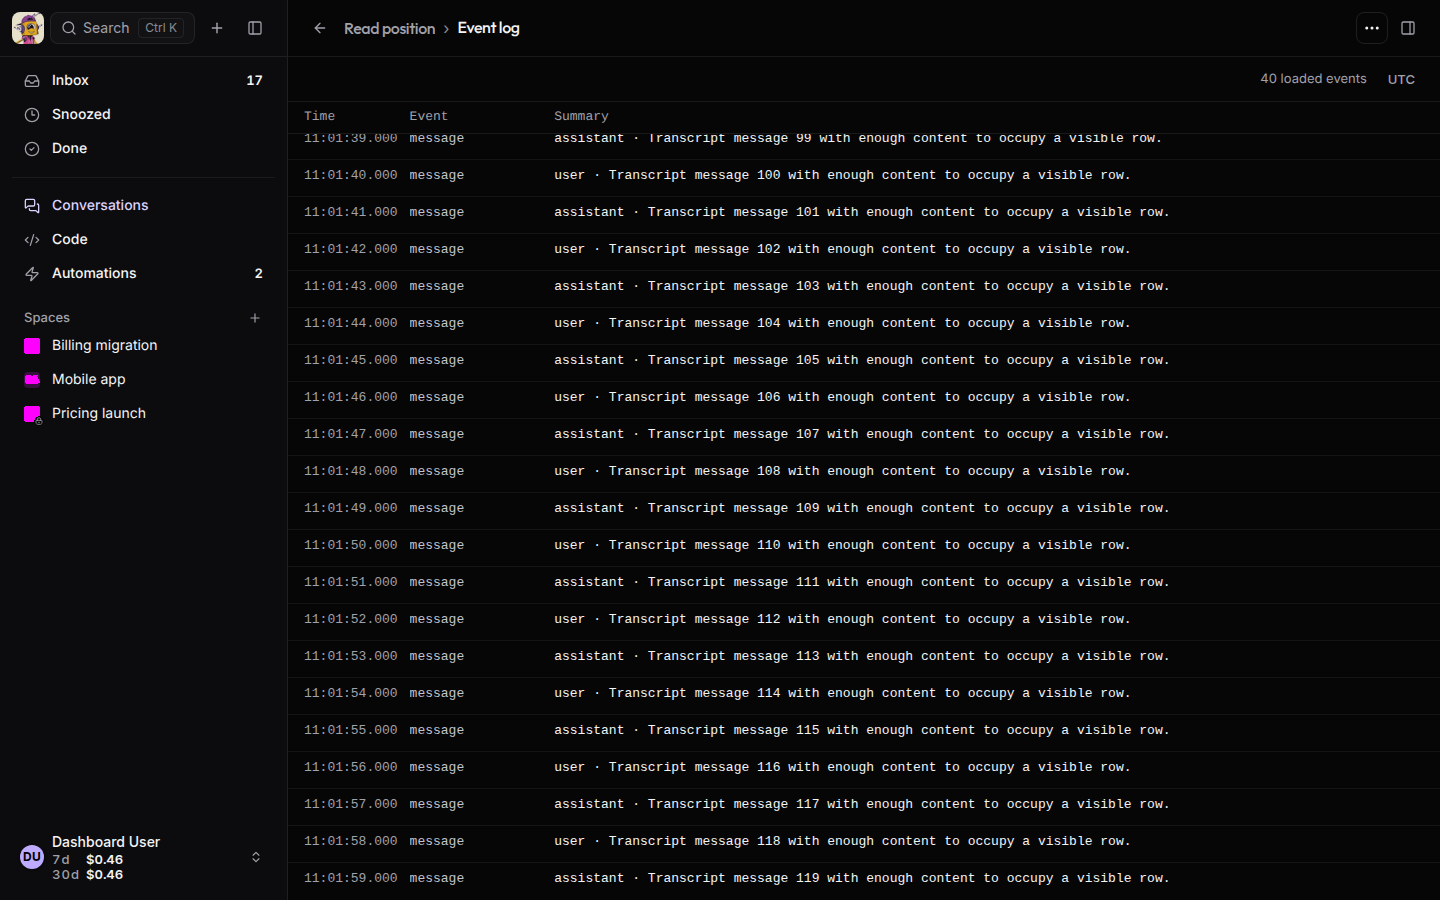 Search Ctrl K
Read position › Event log
Inbox 17
Snoozed
Done
Conversations
Code
Automations 2
Spaces
Billing migration
Mobile app
Pricing launch
DU Dashboard User
7d $0.46
30d $0.46
40 loaded events UTC
Time Event Summary
11:01:39.000 message assistant · Transcript message 99 with enough content to occupy a visible row.
11:01:40.000 message user · Transcript message 100 with enough content to occupy a visible row.
11:01:41.000 message assistant · Transcript message 101 with enough content to occupy a visible row.
11:01:42.000 message user · Transcript message 102 with enough content to occupy a visible row.
11:01:43.000 message assistant · Transcript message 103 with enough content to occupy a visible row.
11:01:44.000 message user · Transcript message 104 with enough content to occupy a visible row.
11:01:45.000 message assistant · Transcript message 105 with enough content to occupy a visible row.
11:01:46.000 message user · Transcript message 106 with enough content to occupy a visible row.
11:01:47.000 message assistant · Transcript message 107 with enough content to occupy a visible row.
11:01:48.000 message user · Transcript message 108 with enough content to occupy a visible row.
11:01:49.000 message assistant · Transcript message 109 with enough content to occupy a visible row.
11:01:50.000 message user · Transcript message 110 with enough content to occupy a visible row.
11:01:51.000 message assistant · Transcript message 111 with enough content to occupy a visible row.
11:01:52.000 message user · Transcript message 112 with enough content to occupy a visible row.
11:01:53.000 message assistant · Transcript message 113 with enough content to occupy a visible row.
11:01:54.000 message user · Transcript message 114 with enough content to occupy a visible row.
11:01:55.000 message assistant · Transcript message 115 with enough content to occupy a visible row.
11:01:56.000 message user · Transcript message 116 with enough content to occupy a visible row.
11:01:57.000 message assistant · Transcript message 117 with enough content to occupy a visible row.
11:01:58.000 message user · Transcript message 118 with enough content to occupy a visible row.
11:01:59.000 message assistant · Transcript message 119 with enough content to occupy a visible row.